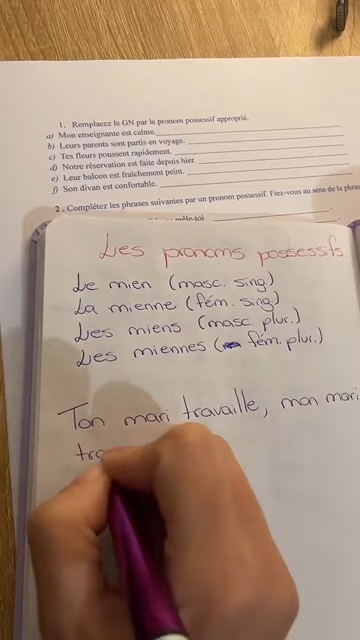 1. Remplacez le GN par le pronom possessif approprié.
a) Mon enseignante est calme.
b) Leurs parents sont partis en voyage.
c) Tes fleurs poussent rapidement.
d) Notre réservation est faite depuis hier.
e) Leur balcon est fraîchement peint.
f) Son divan est confortable.
2. Complétez les phrases suivantes par un pronom possessif. Fiez-vous au sens de la phrase
Les pronoms possessifs
Le mien (masc. sing.)
La mienne (fém. sing.)
Les miens (masc. plur.)
Les miennes ( fém. plur.)
Ton mari travaille, mon mari
tra